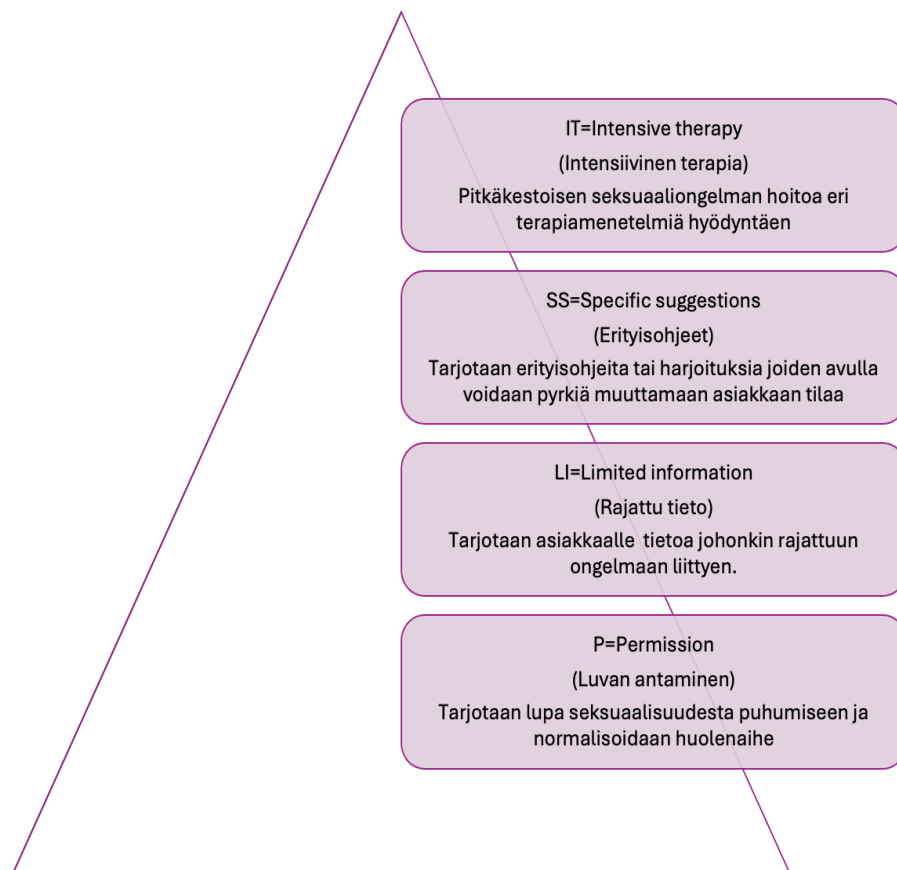 IT=Intensive therapy
(Intensiivinen terapia)
Pitkäkestoisen seksuaaliongelman hoitoa eri
terapiamenetelmiä hyödyntäen
SS=Specific suggestions
(Erityisohjeet)
Tarjotaan erityisohjeita tai harjoituksia joiden avulla
voidaan pyrkiä muuttamaan asiakkaan tilaa
LI=Limited information
(Rajattu tieto)
Tarjotaan asiakkaalle tietoa johonkin rajattuun
ongelmaan liittyen.
P=Permission
(Luvan antaminen)
Tarjotaan lupa seksuaalisuudesta puhumiseen ja
normalisoidaan huolenaihe